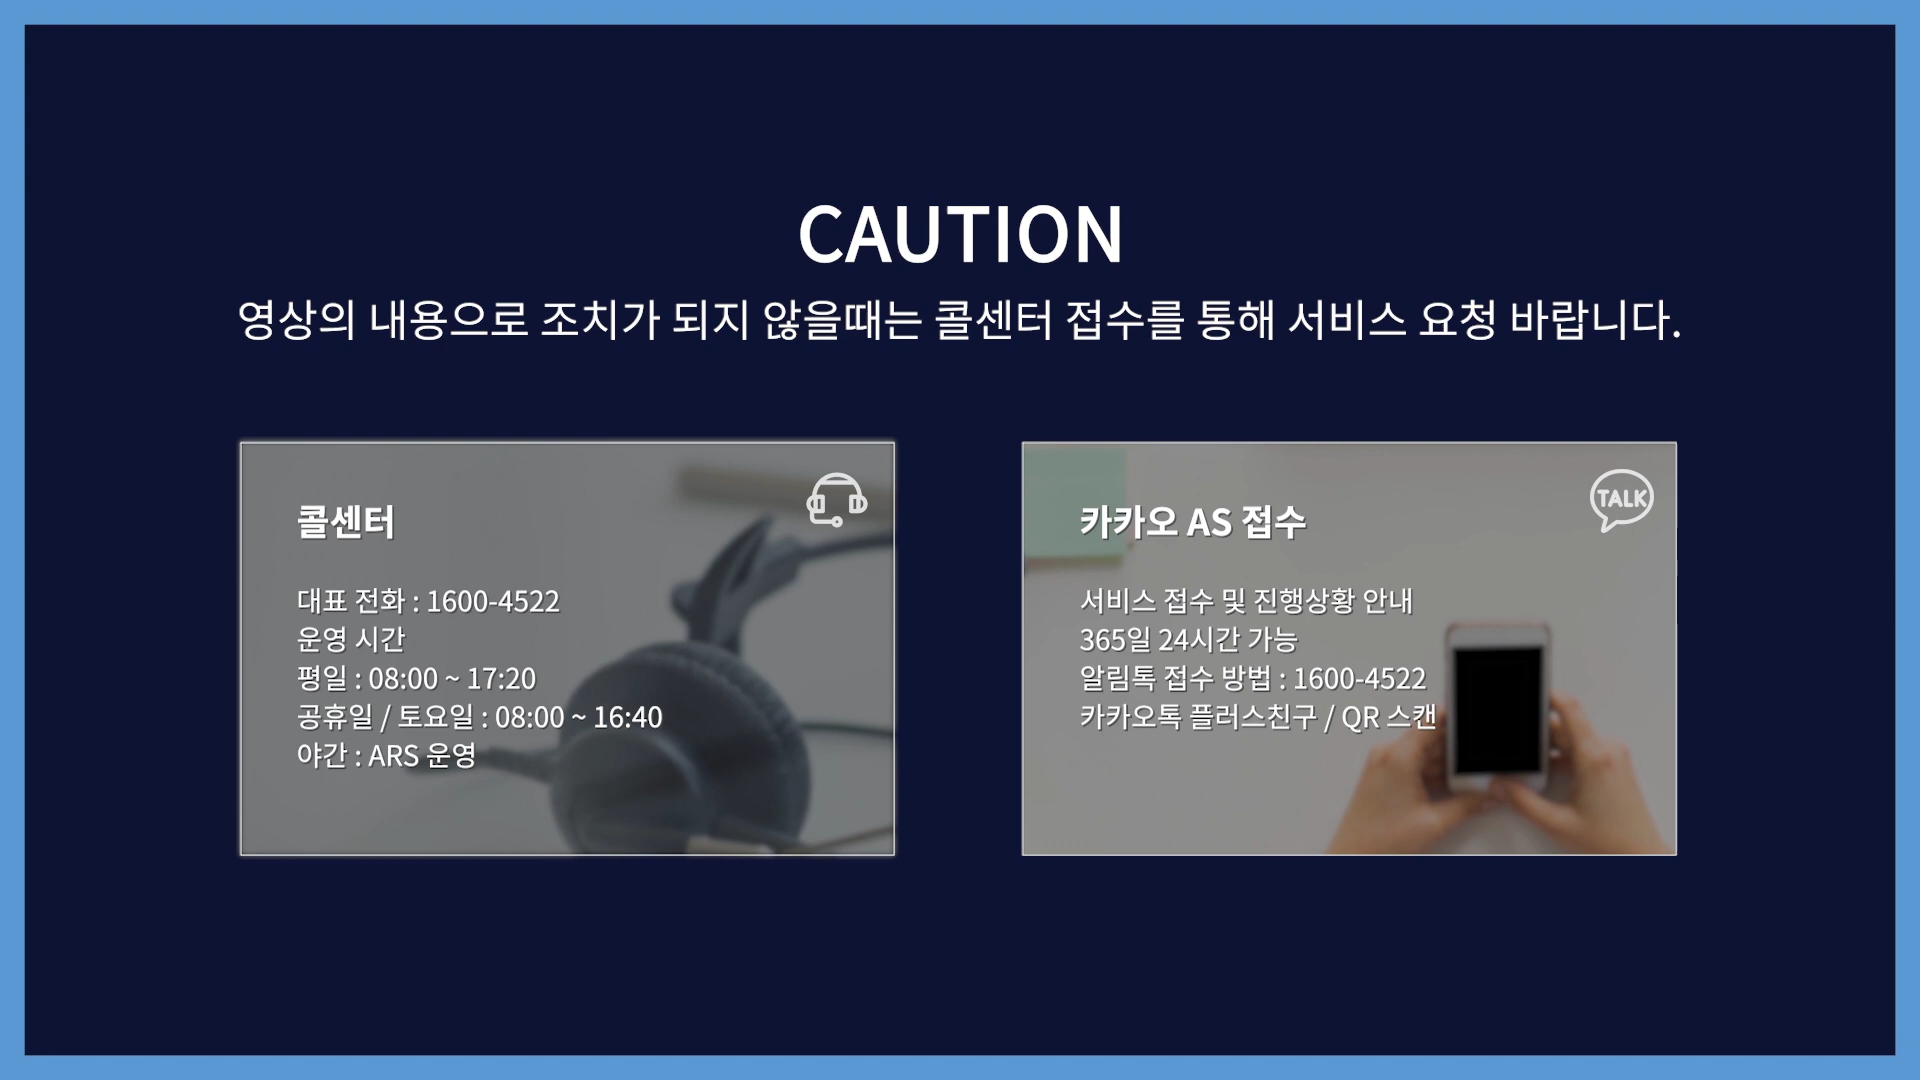 CAUTION
영상의 내용으로 조치가 되지 않을때는 콜센터 접수를 통해 서비스 요청 바랍니다.
콜센터
대표 전화 : 1600-4522
운영 시간
평일 : 08:00 ~ 17:20
공휴일 / 토요일 : 08:00 ~ 16:40
야간 : ARS 운영
TALK
카카오 AS 접수
서비스 접수 및 진행상황 안내
365일 24시간 가능
알림톡 접수 방법 : 1600-4522
카카오톡 플러스친구 / QR 스캔